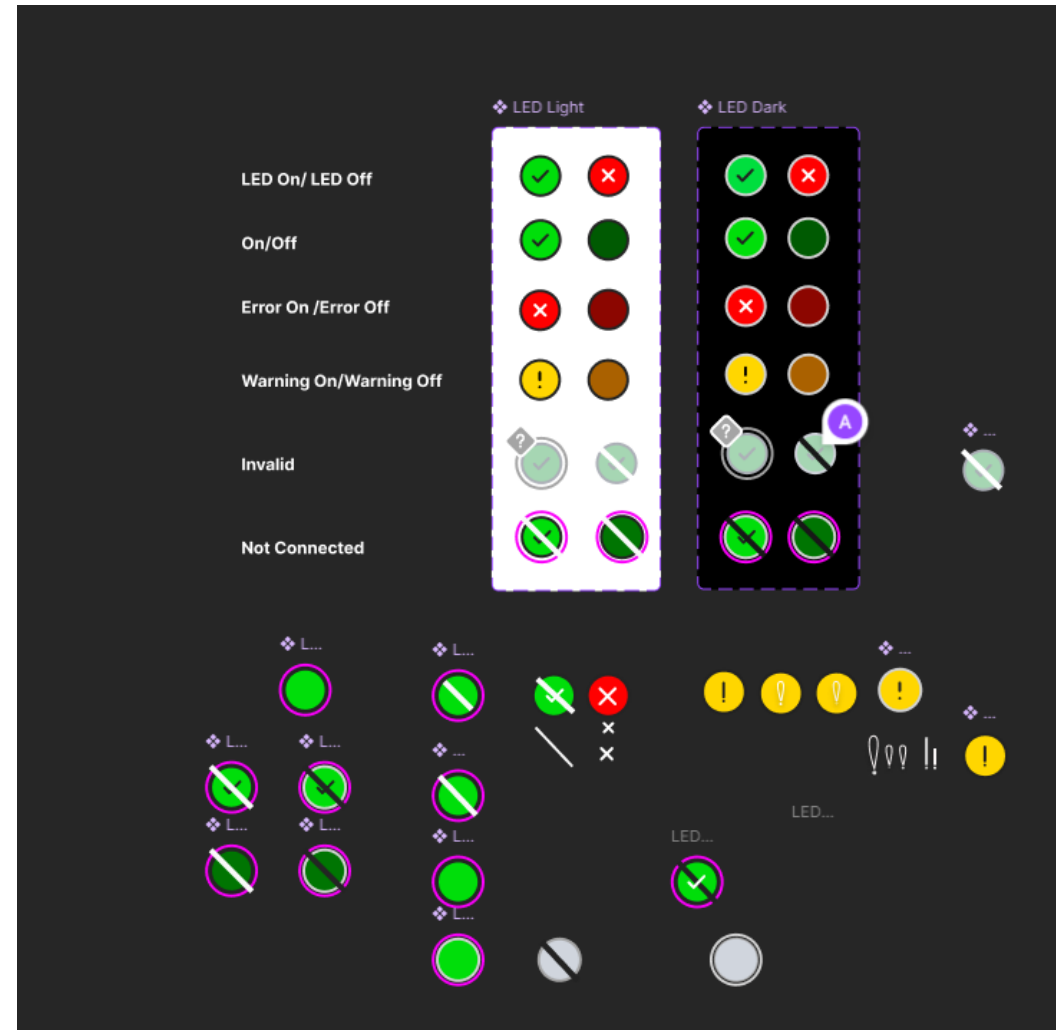 LED Light
LED Dark
LED On/ LED Off
On/Off
Error On /Error Off
Warning On/Warning Off
!
!
? ? A
Invalid
...
Not Connected
L...
L...
...
! ! ! !
L...
L...
...
...
!
L...
L...
LED...
L...
LED...
L...